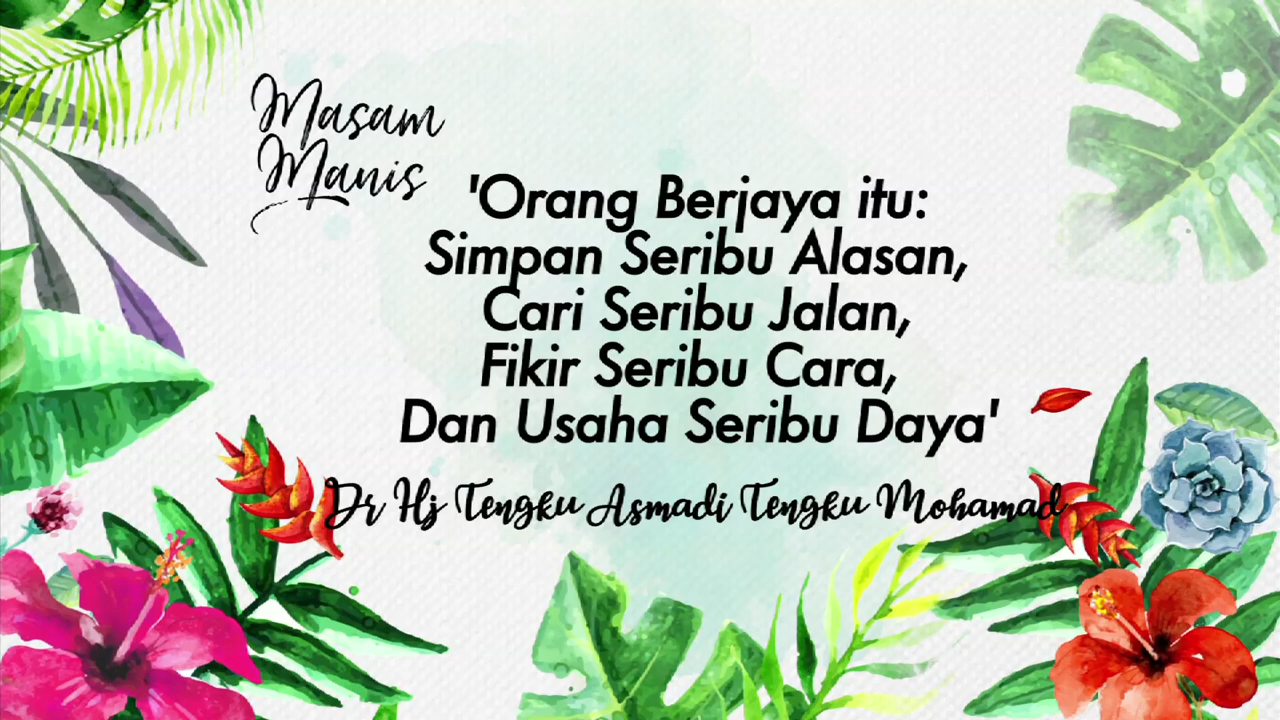 Masam
Manis
'Orang Berjaya itu:
Simpan Seribu Alasan,
Cari Seribu Jalan,
Fikir Seribu Cara,
Dan Usaha Seribu Daya'
Dr Hj Tengku Asmadi Tengku Mohamad